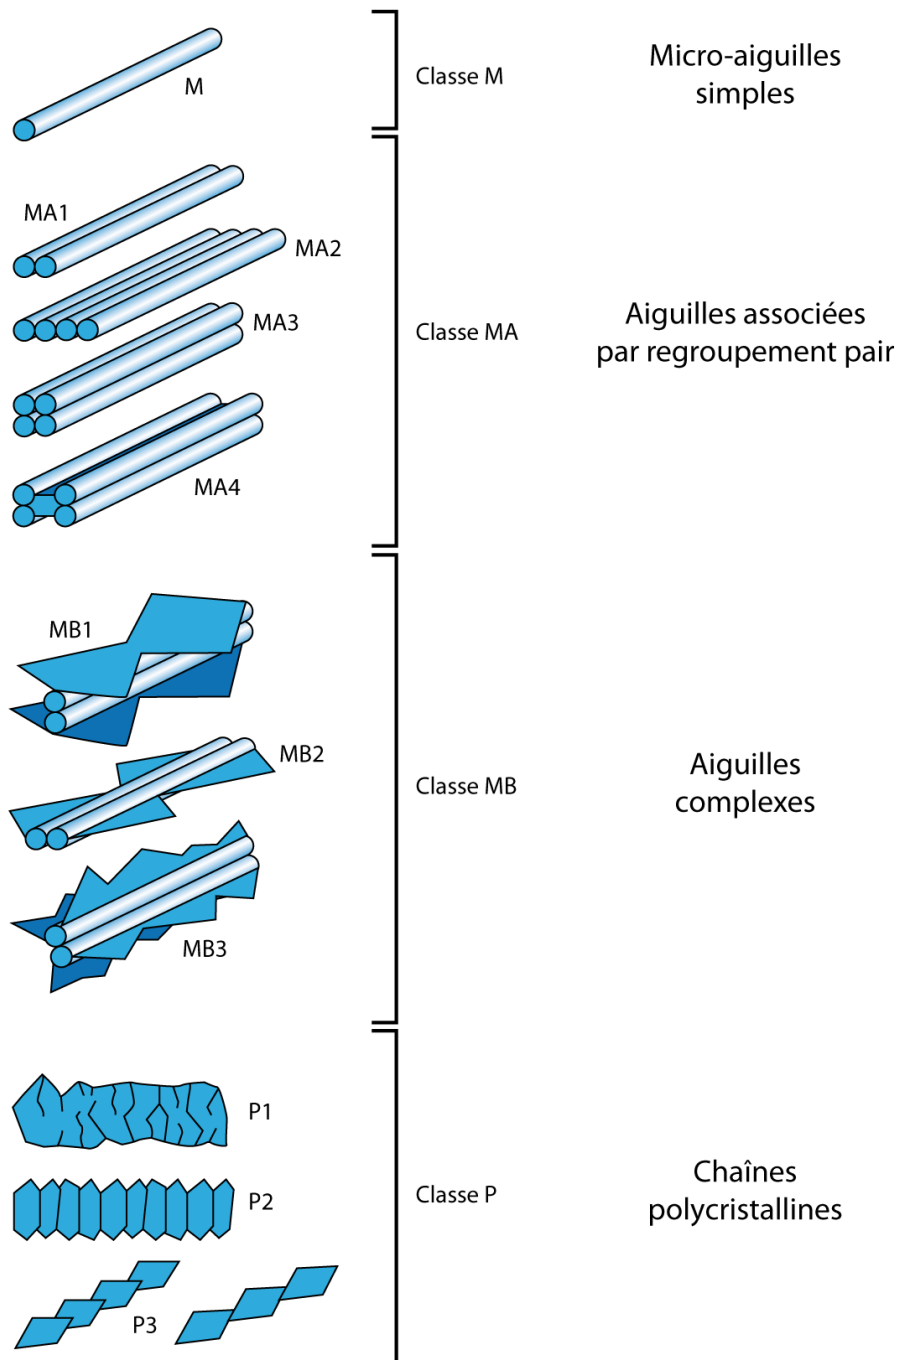 M
Classe M
Micro-aiguilles
simples
MA1
MA2
MA3
MA4
Classe MA
Aiguilles associées
par regroupement pair
MB1
MB2
MB3
Classe MB
Aiguilles
complexes
P1
P2
P3
Classe P
Chaînes
polycristallines